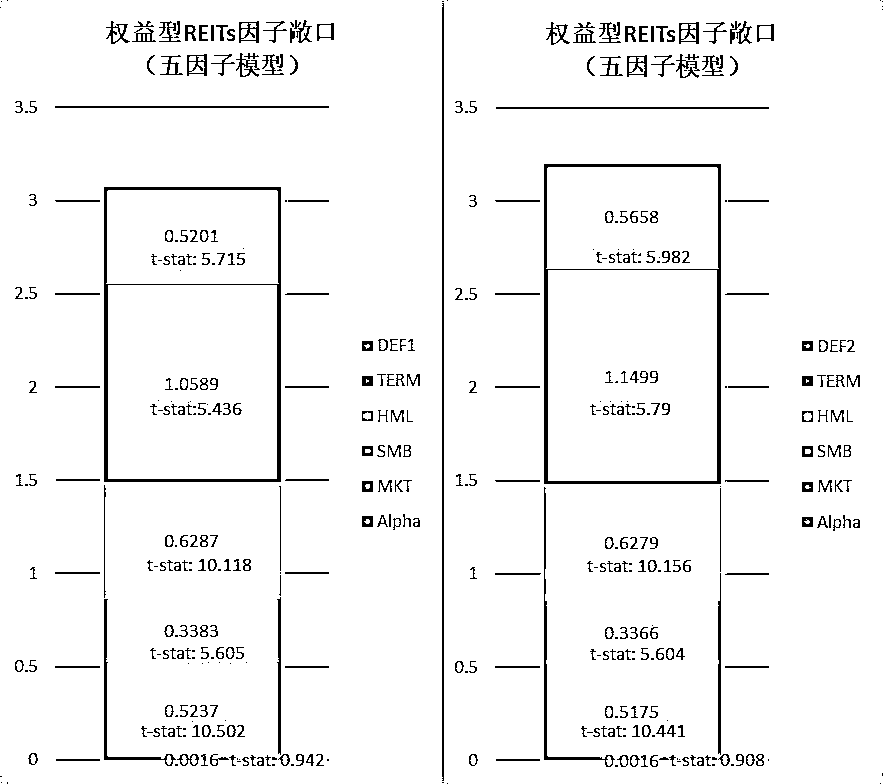 权益型REITs因子敞口
（五因子模型）
3.5
3
2.5
2
1.5
1
0.5
0
0.5201
t-stat: 5.715
1.0589
t-stat:5.436
0.6287
t-stat: 10.118
0.3383
t-stat: 5.605
0.5237
t-stat: 10.502
0.0016 t-stat: 0.942
DEF1
TERM
HML
SMB
MKT
Alpha
权益型REITs因子敞口
（五因子模型）
3.5
3
2.5
2
1.5
1
0.5
0
0.5658
t-stat: 5.982
1.1499
t-stat:5.79
0.6279
t-stat: 10.156
0.3366
t-stat: 5.604
0.5175
t-stat: 10.441
0.0016 t-stat: 0.908
DEF2
TERM
HML
SMB
MKT
Alpha